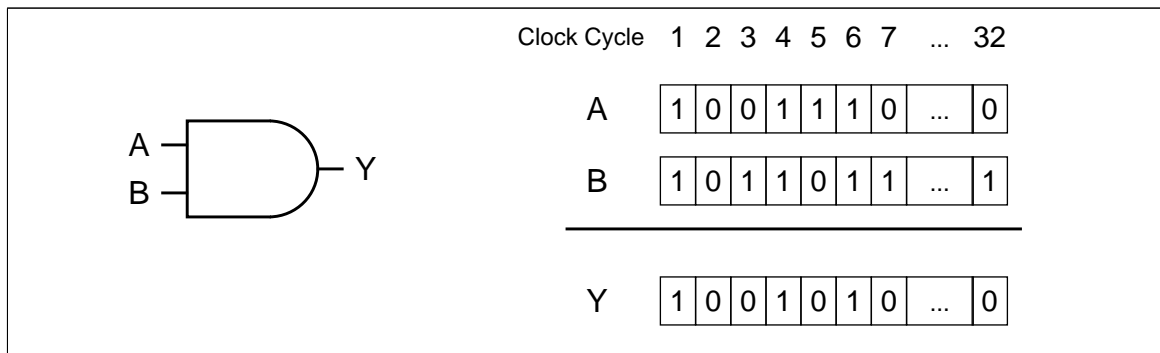 Clock Cycle 1 2 3 4 5 6 7 ... 32
A 1 0 0 1 1 1 0 ... 0
A
B
Y
B 1 0 1 1 0 1 1 ... 1
Y 1 0 0 1 0 1 0 ... 0